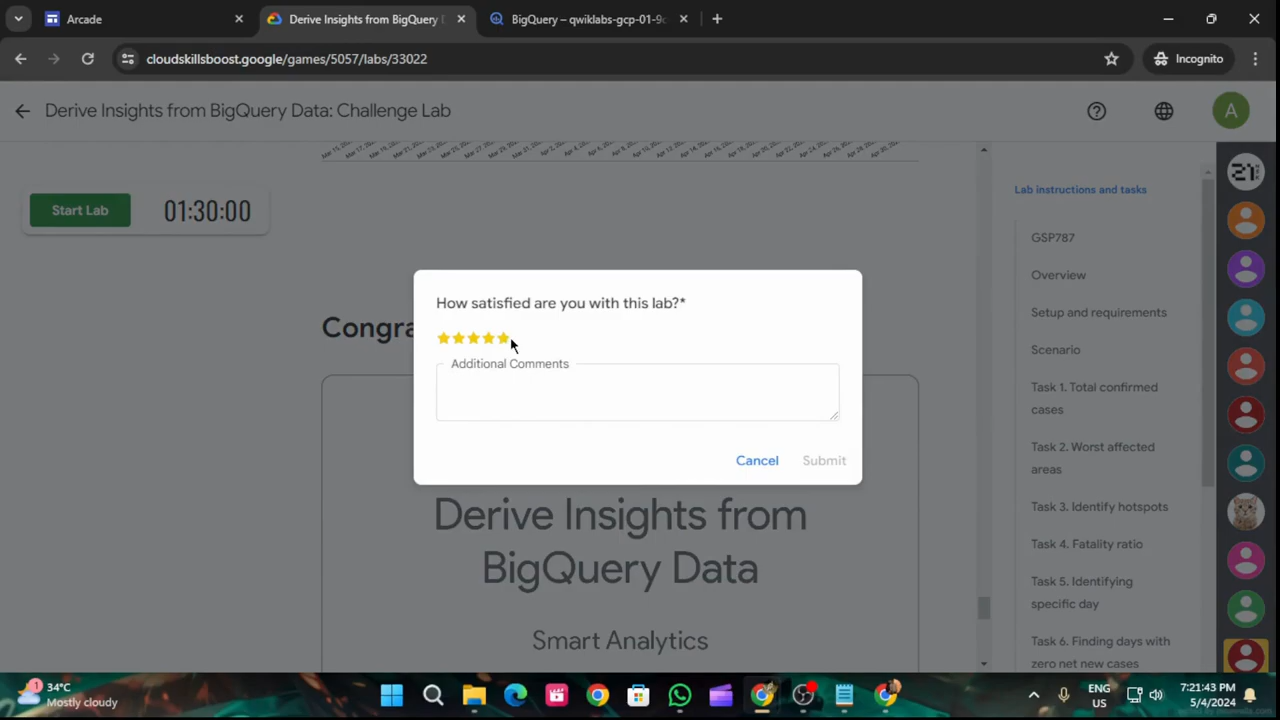 Arcade
Derive Insights from BigQuery
BigQuery – qwiklabs-gcp-01-9c
cloudskillsboost.google/games/5057/labs/33022
Incognito
Derive Insights from BigQuery Data: Challenge Lab
A
Start Lab
01:30:00
Lab instructions and tasks
GSP787
Overview
Setup and requirements
Scenario
Task 1. Total confirmed
cases
Task 2. Worst affected
areas
Task 3. Identify hotspots
Task 4. Fatality ratio
Task 5. Identifying
specific day
Task 6. Finding days with
zero net new cases
How satisfied are you with this lab?*
Additional Comments
Cancel
Submit
Congra
Derive Insights from
BigQuery Data
Smart Analytics
1
34°C
Mostly cloudy
ENG
US
7:21:43 PM
5/4/2024